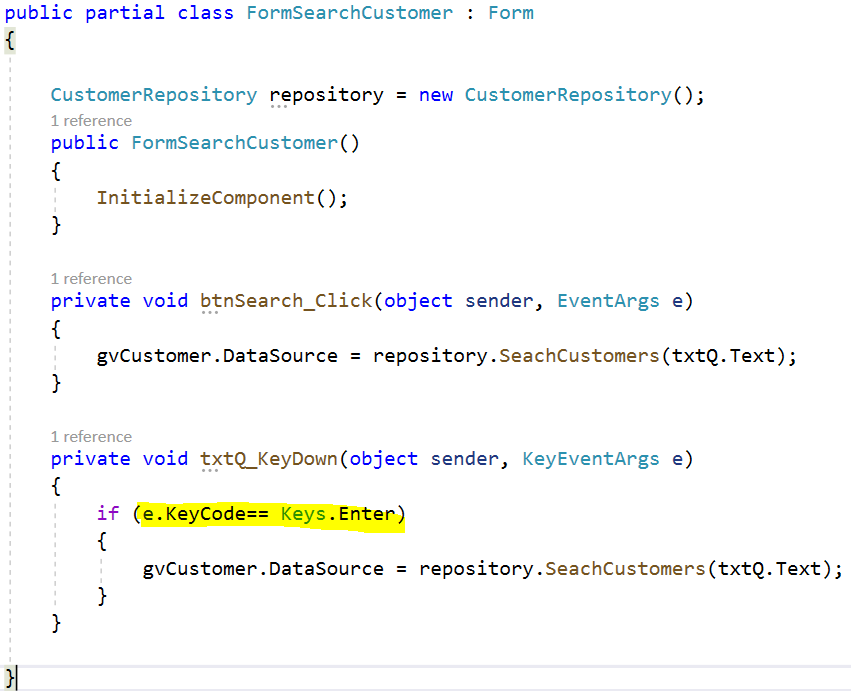 public partial class FormSearchCustomer : Form
{
CustomerRepository repository = new CustomerRepository();
1 reference
public FormSearchCustomer()
{
InitializeComponent();
}
1 reference
private void btnSearch_Click(object sender, EventArgs e)
{
gvCustomer.DataSource = repository.SeachCustomers(txtQ.Text);
}
1 reference
private void txtQ_KeyDown(object sender, KeyEventArgs e)
{
if (e.KeyCode== Keys.Enter)
{
gvCustomer.DataSource = repository.SeachCustomers(txtQ.Text);
}
}
}